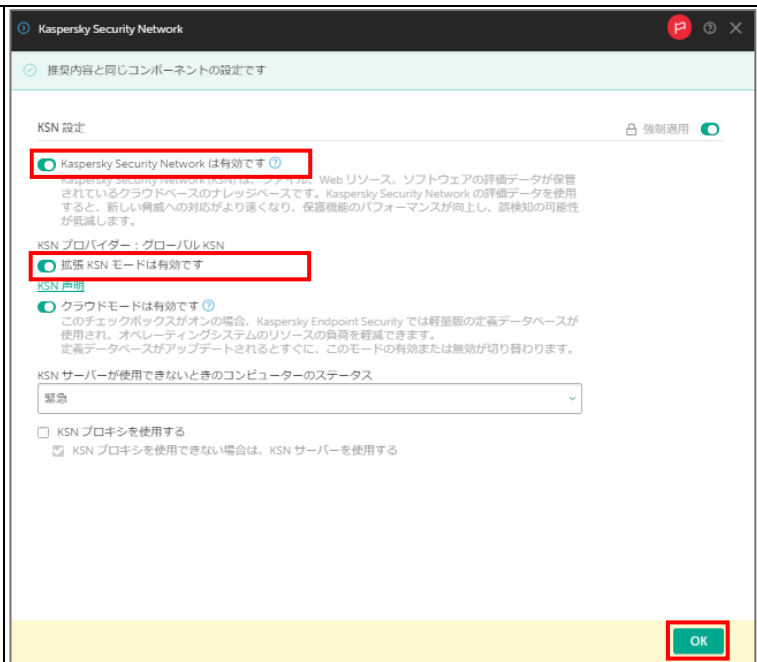 Kaspersky Security Network
推奨内容と同じコンポーネントの設定です
KSN 設定
強制適用
Kaspersky Security Network は有効です
Kaspersky Security Network (KSN) は、ファイル、Web リソース、ソフトウェアの評価データが保管
されているクラウドベースのナレッジベースです。Kaspersky Security Network の評価データを使用
すると、新しい脅威への対応がより速くなり、保護機能のパフォーマンスが向上し、誤検知の可能性
が低減します。
KSN プロバイダー：グローバル KSN
拡張 KSN モードは有効です
KSN 声明
クラウドモードは有効です
このチェックボックスがオンの場合、Kaspersky Endpoint Security では軽量版の定義データベースが
使用され、オペレーティングシステムのリソースの負荷を軽減できます。
定義データベースがアップデートされるとすぐに、このモードの有効または無効が切り替わります。
KSN サーバーが使用できないときのコンピューターのステータス
緊急
KSN プロキシを使用する
KSN プロキシを使用できない場合は、KSN サーバーを使用する
OK